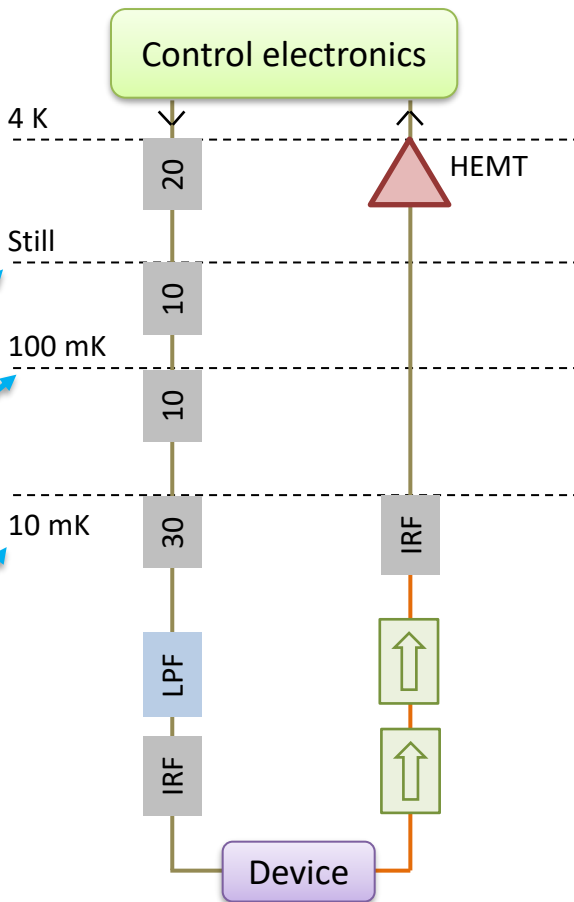 Control electronics
4 K
20
HEMT
Still
10
100 mK
10
10 mK
30
IRF
LPF
IRF
Device